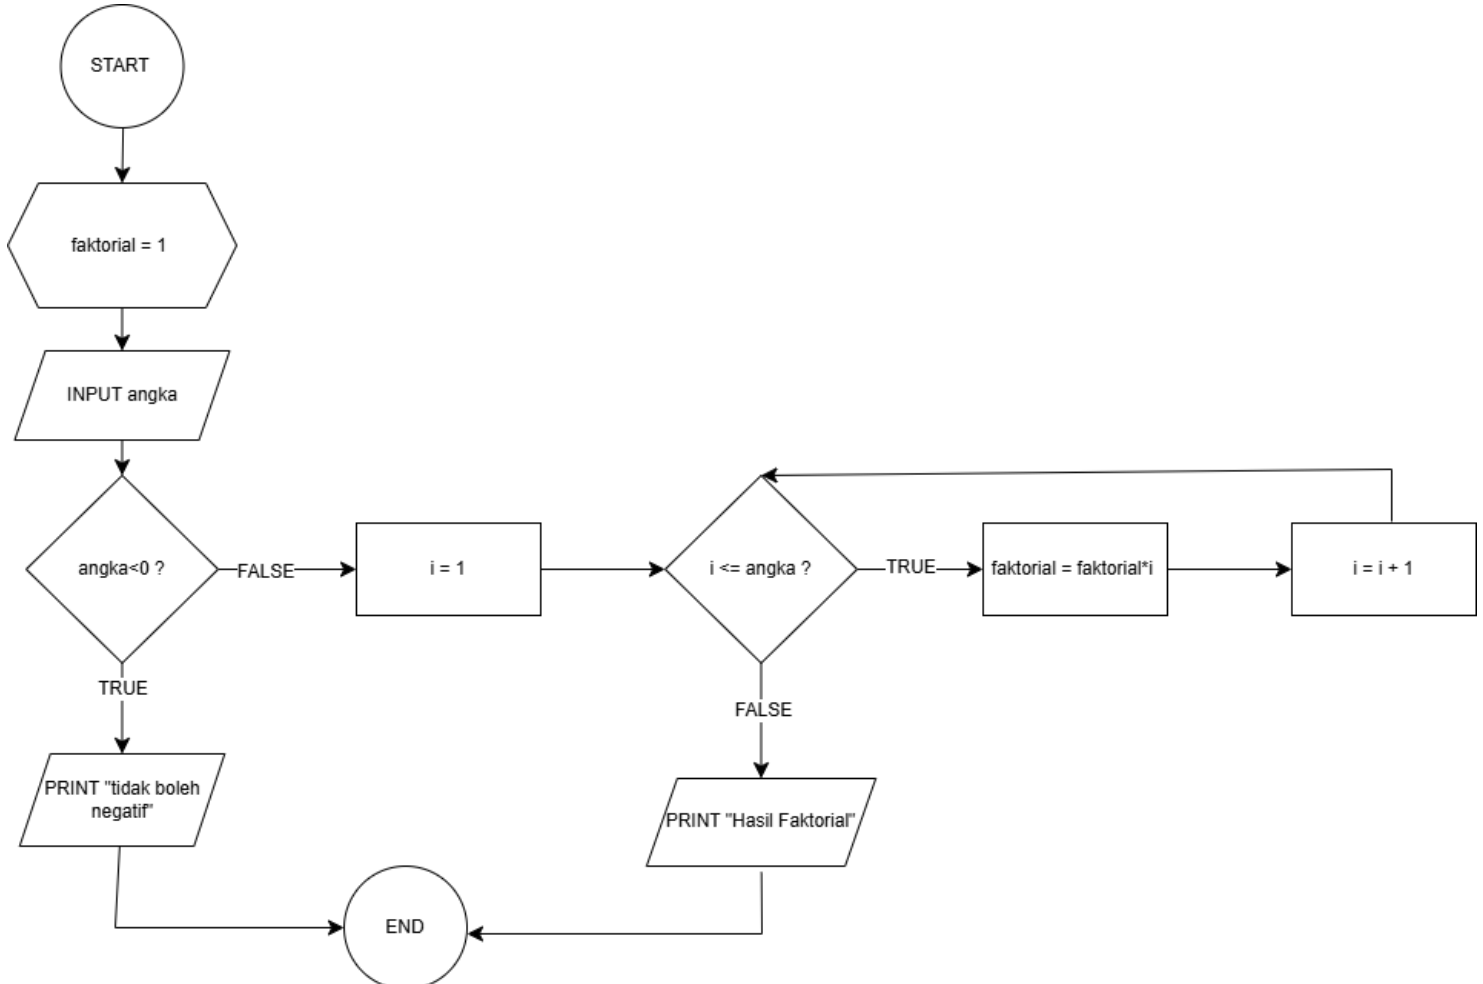 START
faktorial = 1
INPUT angka
angka<0 ?
FALSE
i = 1
i <= angka ?
TRUE
faktorial = faktorial*i
i = i + 1
TRUE
FALSE
PRINT "tidak boleh
negatif"
PRINT "Hasil Faktorial"
END